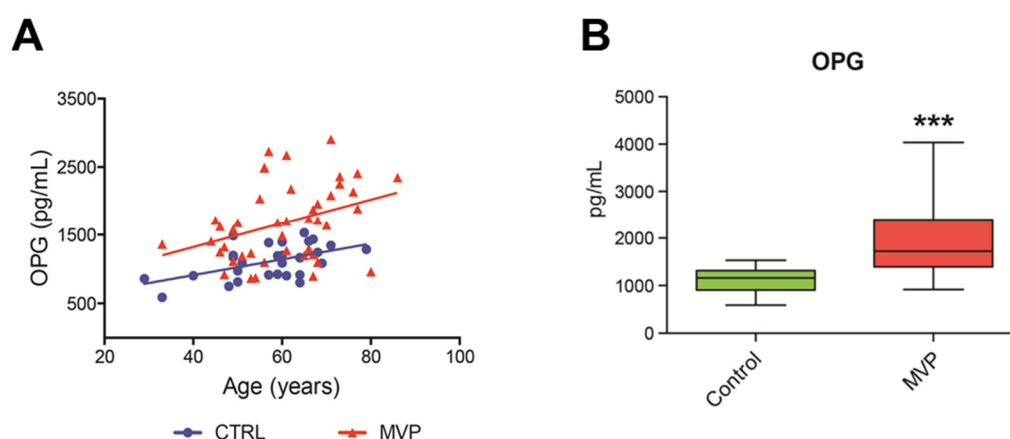 A
OPG (pg/mL)
3500
2500
1500
500
20
40
60
80
100
Age (years)
CTRL
MVP
B
OPG
pg/mL
5000
4000
3000
2000
1000
0
***
Control
MVP